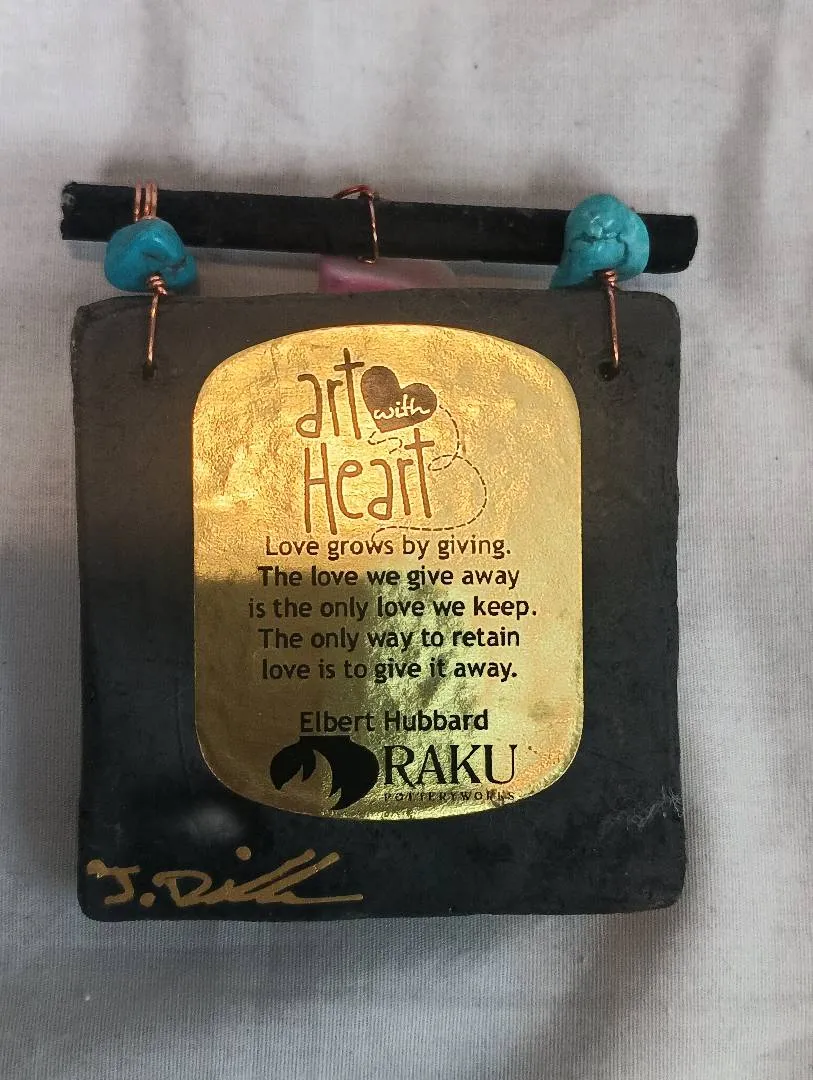 art with
Heart
Love grows by giving.
The love we give away
is the only love we keep.
The only way to retain
love is to give it away.
Elbert Hubbard
RAKU
POTTERYWORKS